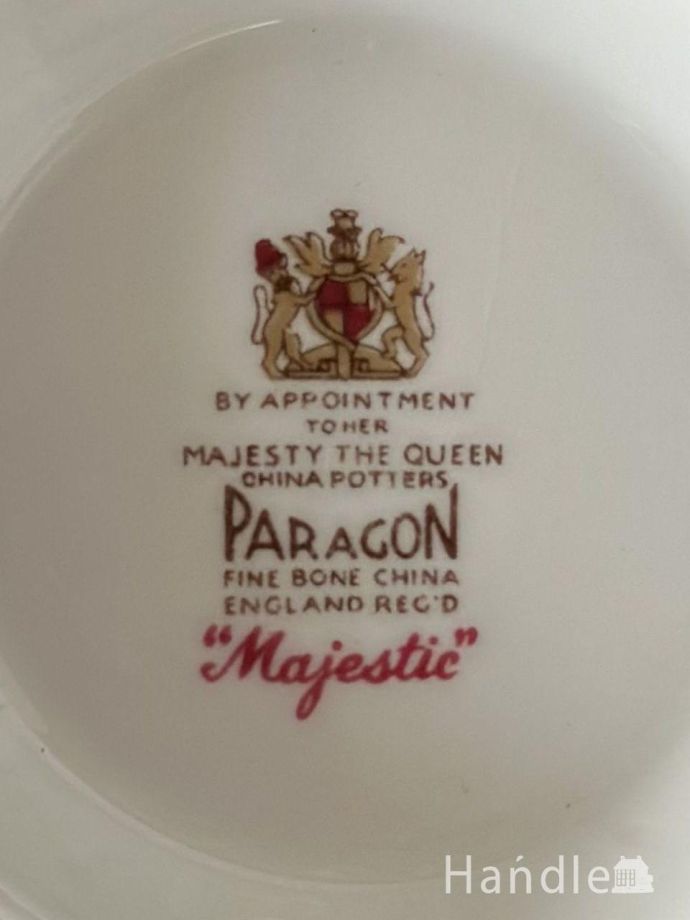 BY APPOINTMENT
TO HER
MAJESTY THE QUEEN
CHINA POTTERS
PARAGON
FINE BONE CHINA
ENGLAND REG'D
"Majestic"
Handle